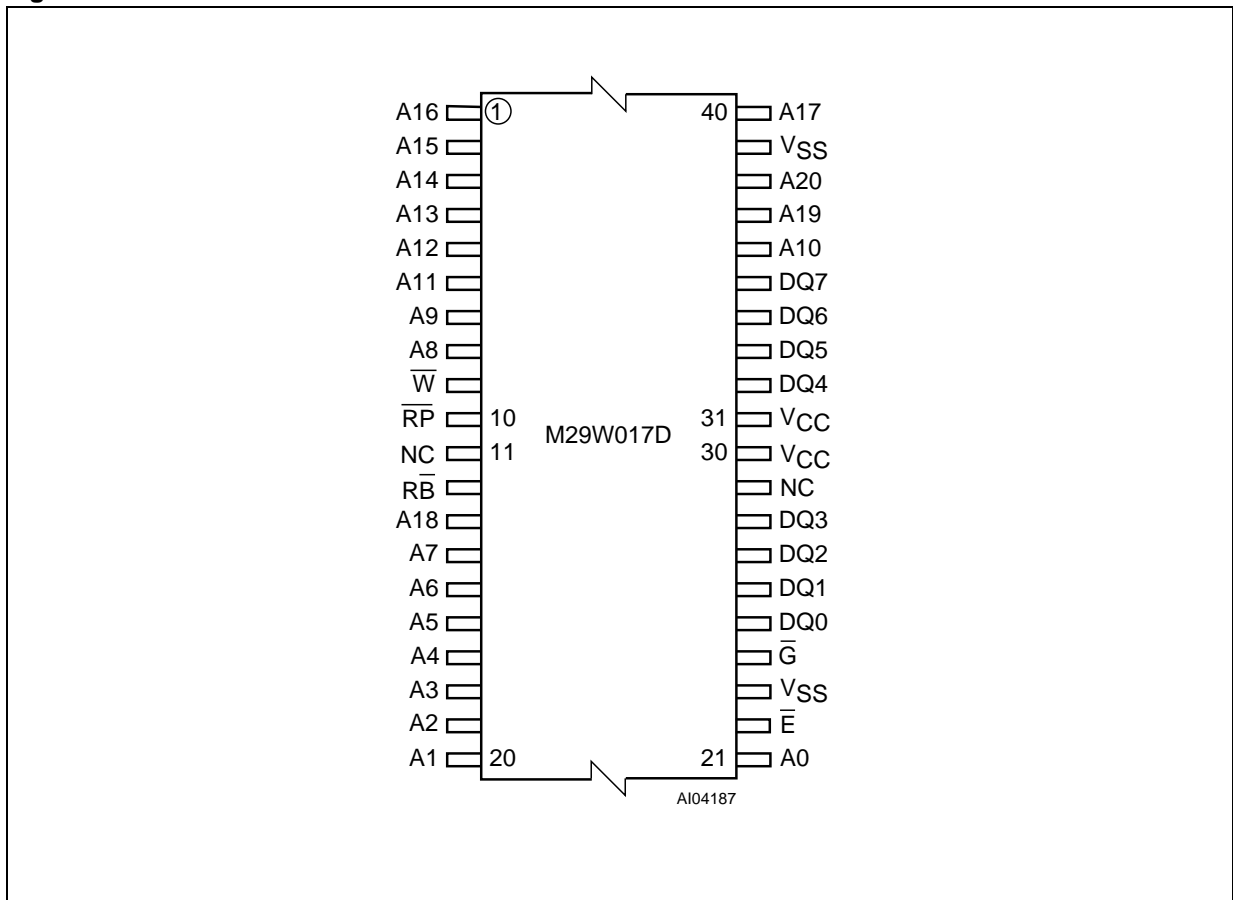 A16 1 40 A17
A15 VSS
A14 A20
A13 A19
A12 A10
A11 DQ7
A9 DQ6
A8 DQ5
W̅ DQ4
R̅P̅ 10 31 VCC
M29W017D
NC 11 30 VCC
RB̅ NC
A18 DQ3
A7 DQ2
A6 DQ1
A5 DQ0
A4 G̅
A3 VSS
A2 E̅
A1 20 21 A0
AI04187